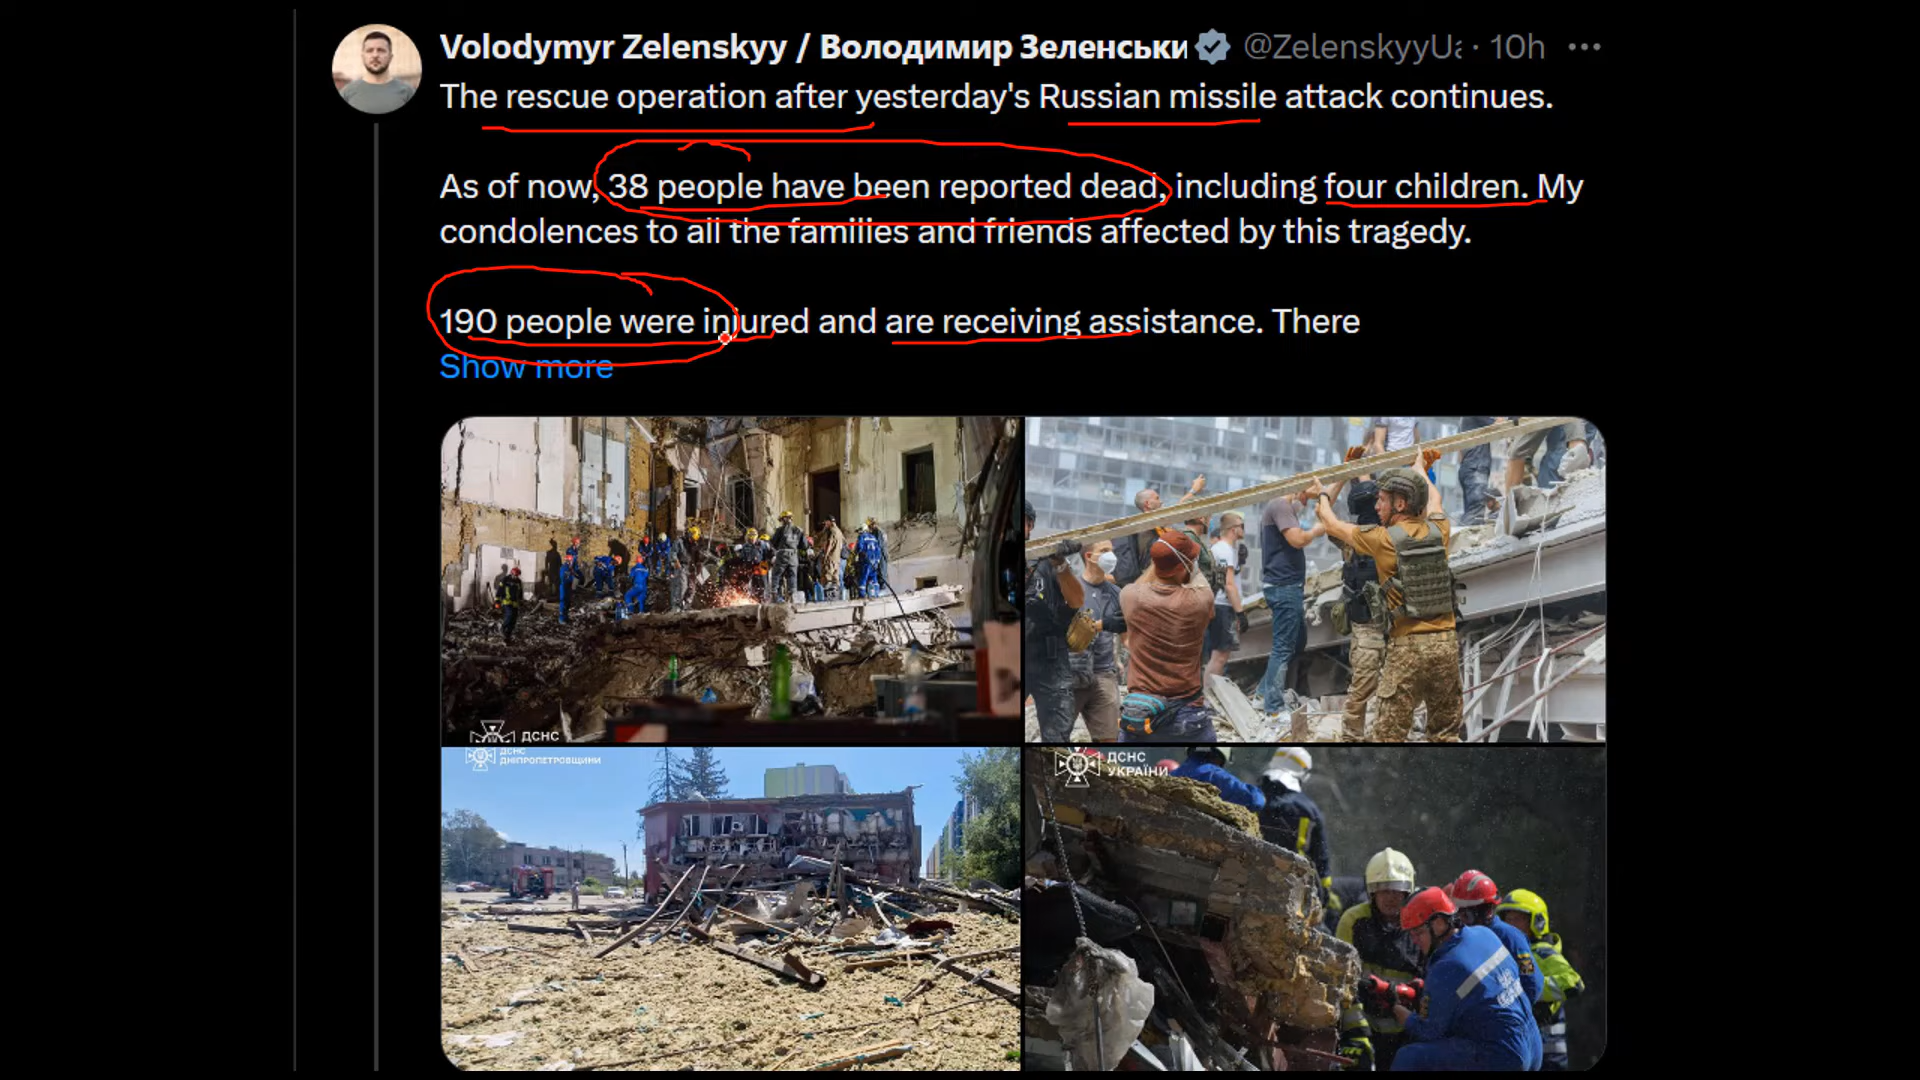 Volodymyr Zelenskyy / Володимир Зеленськи @ZelenskyyUa · 10h
The rescue operation after yesterday's Russian missile attack continues.
As of now, 38 people have been reported dead, including four children. My
condolences to all the families and friends affected by this tragedy.
190 people were injured and are receiving assistance. There
Show more
ДСНС
ДСНС
ДНІПРОПЕТРОВЩИНИ
ДСНС
УКРАЇНИ